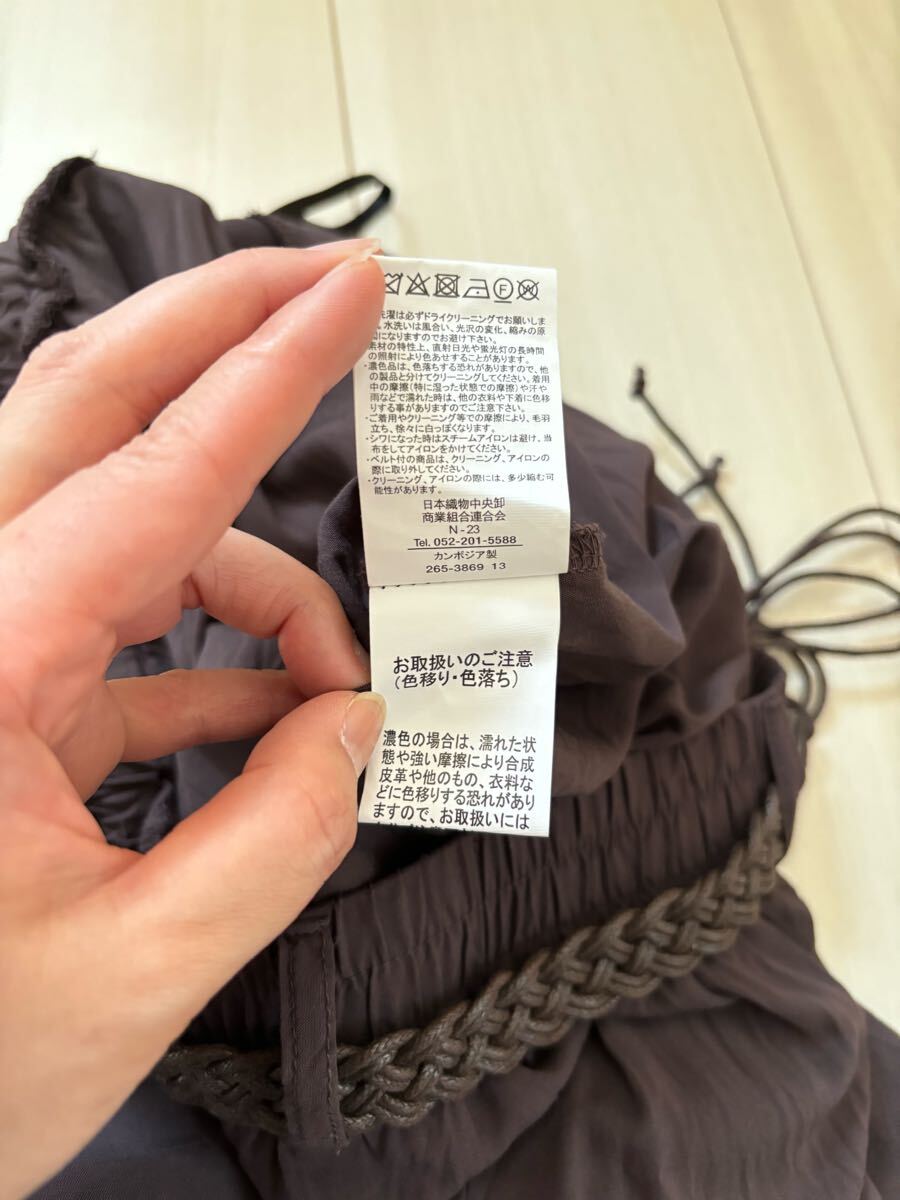 洗濯は必ずドライクリーニングでお願いしま
水洗いは風合い、光沢の変化、縮みの原
になりますのでお避け下さい。
素材の特性上、直射日光や蛍光灯の長時間
の照射により色あせすることがあります。
・濃色品は、色落ちする恐れがありますので、他
の製品と分けてクリーニングしてください。着用
中の摩擦(特に湿った状態での摩擦)や汗や
雨などで濡れた時は、他の衣料や下着に色移
りする事がありますのでご注意下さい。
・ご着用やクリーニング等での摩擦により、毛羽
立ち、徐々に白っぽくなります。
・シワになった時はスチームアイロンは避け、当
布をしてアイロンをかけてください。
・ベルト付の商品は、クリーニング、アイロンの
際に取り外してください。
・クリーニング、アイロンの際には、多少縮む可
能性があります。
日本織物中央卸
商業組合連合会
N-23
Tel. 052-201-5588
カンボジア製
265-3869 13
お取扱いのご注意
(色移り・色落ち)
濃色の場合は、濡れた状
態や強い摩擦により合成
皮革や他のもの、衣料な
どに色移りする恐れがあり
ますので、お取扱いには